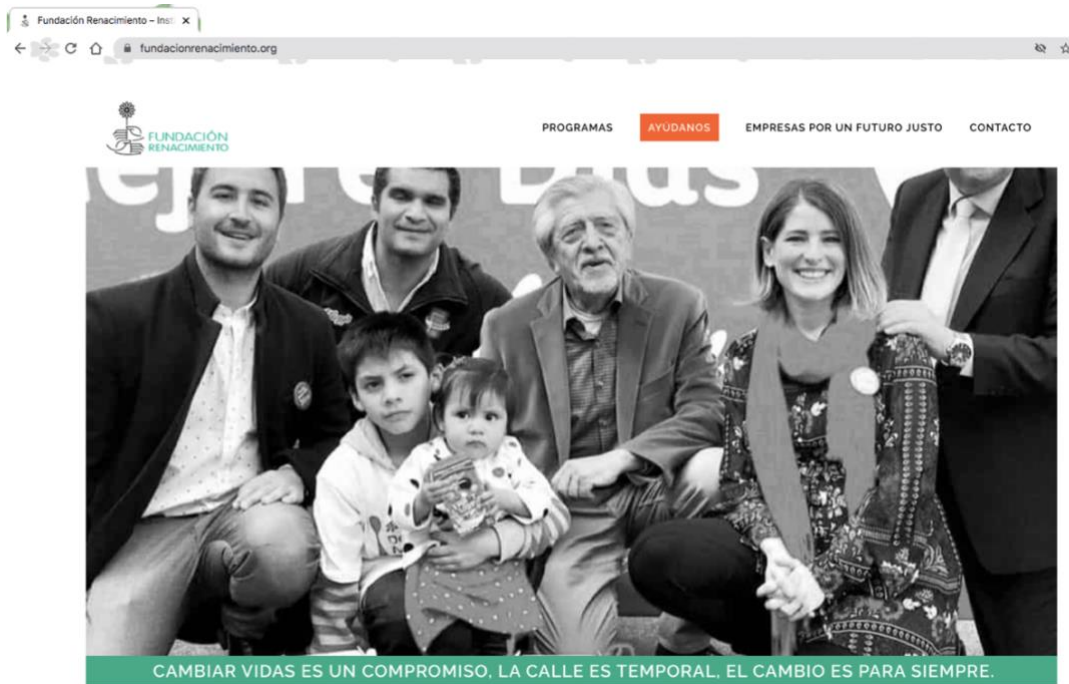 Fundación Renacimiento – Inst
fundacionrenacimiento.org
FUNDACIÓN
RENACIMIENTO
PROGRAMAS AYÚDANOS EMPRESAS POR UN FUTURO JUSTO CONTACTO
CAMBIAR VIDAS ES UN COMPROMISO, LA CALLE ES TEMPORAL, EL CAMBIO ES PARA SIEMPRE.